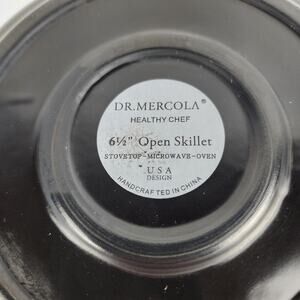 DR.MERCOLA®
HEALTHY CHEF
6½" Open Skillet
STOVETOP-MICROWAVE-OVEN
USA
DESIGN
HANDCRAFTED IN CHINA